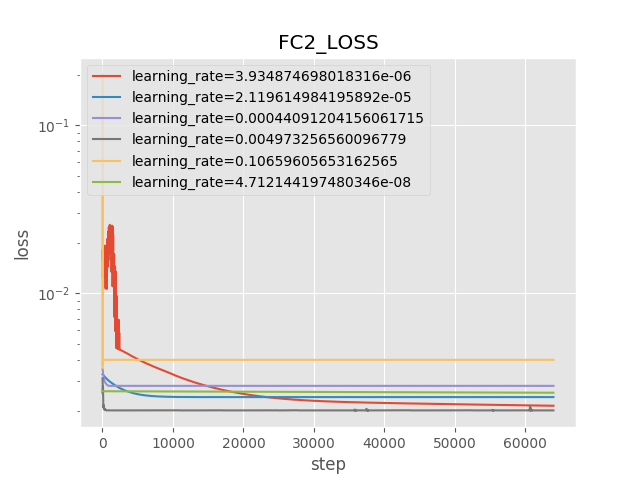 FC2_LOSS
learning_rate=3.934874698018316e-06
learning_rate=2.119614984195892e-05
learning_rate=0.00044091204156061715
learning_rate=0.004973256560096779
learning_rate=0.10659605653162565
learning_rate=4.712144197480346e-08
10⁻¹
10⁻²
loss
0 10000 20000 30000 40000 50000 60000
step